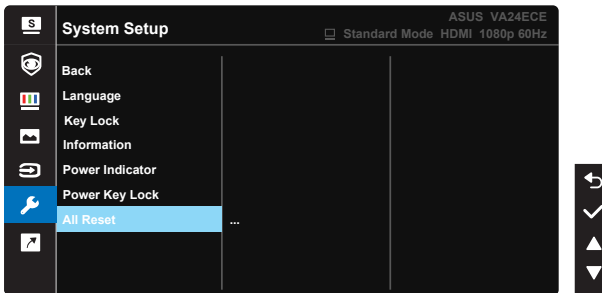 S
System Setup
ASUS VA24ECE
Standard Mode HDMI 1080p 60Hz
Back
Language
Key Lock
Information
Power Indicator
Power Key Lock
All Reset ...